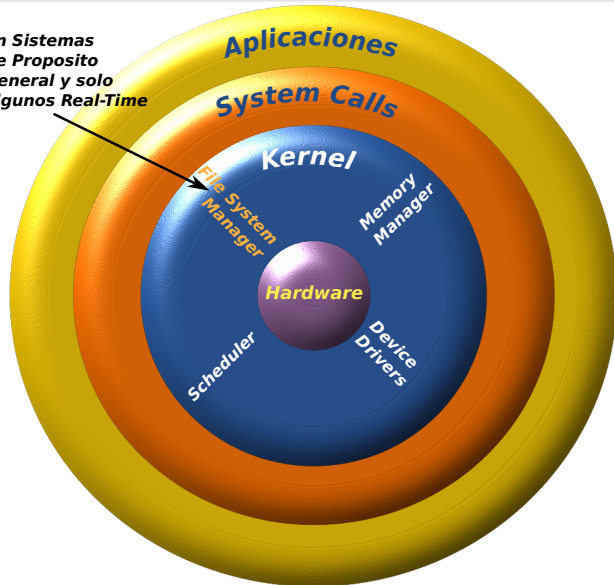 n Sistemas
e Proposito
eneral y solo
lgunos Real-Time
Aplicaciones
System Calls
Kernel
File System
Manager
Memory
Manager
Hardware
Scheduler
Device
Drivers